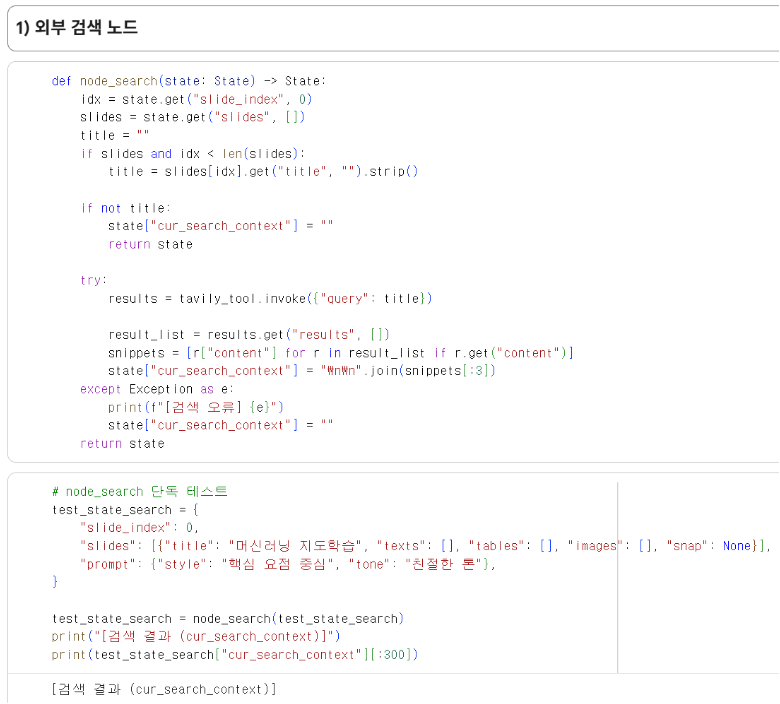 1) 외부 검색 노드
def node_search(state: State) -> State:
    idx = state.get("slide_index", 0)
    slides = state.get("slides", [])
    title = ""
    if slides and idx < len(slides):
        title = slides[idx].get("title", "").strip()
    if not title:
        state["cur_search_context"] = ""
        return state
    try:
        results = tavily_tool.invoke({"query": title})
        result_list = results.get("results", [])
        snippets = [r["content"] for r in result_list if r.get("content")]
        state["cur_search_context"] = "₩n₩n".join(snippets[:3])
    except Exception as e:
        print(f"[검색 오류] {e}")
        state["cur_search_context"] = ""
    return state
# node_search 단독 테스트
test_state_search = {
    "slide_index": 0,
    "slides": [{"title": "머신러닝 지도학습", "texts": [], "tables": [], "images": [], "snap": None}],
    "prompt": {"style": "핵심 요점 중심", "tone": "친절한 톤"},
}
test_state_search = node_search(test_state_search)
print("[검색 결과 (cur_search_context)]")
print(test_state_search["cur_search_context"][:300])
[검색 결과 (cur_search_context)]